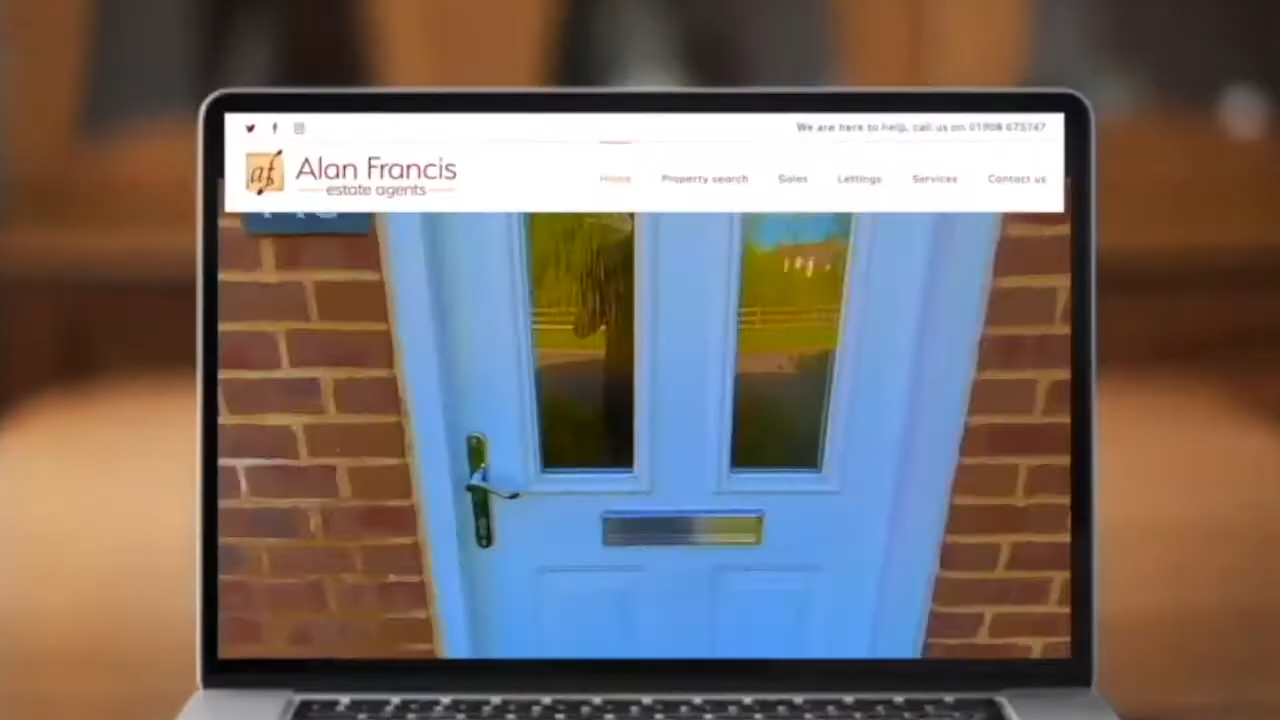 We are here to help, call us on 01908 675747
af
Alan Francis
estate agents
Home
Property search
Sales
Lettings
Services
Contact us